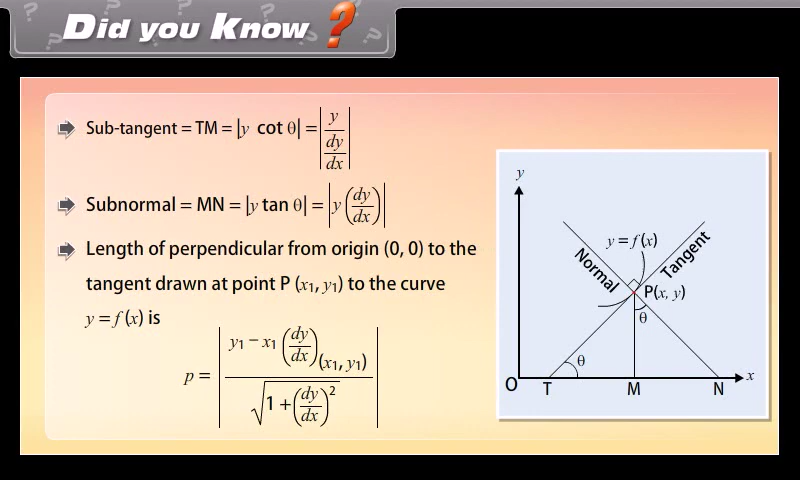 Did you Know ?
Sub-tangent = TM = |y cot θ| = |y / (dy/dx)|
Subnormal = MN = |y tan θ| = |y (dy/dx)|
Length of perpendicular from origin (0, 0) to the
tangent drawn at point P (x₁, y₁) to the curve
y = f (x) is
p = |(y₁ − x₁ (dy/dx)(x₁, y₁)) / √(1 + (dy/dx)²)|
y
y = f (x)
Normal
Tangent
P(x, y)
θ
θ
x
O T M N